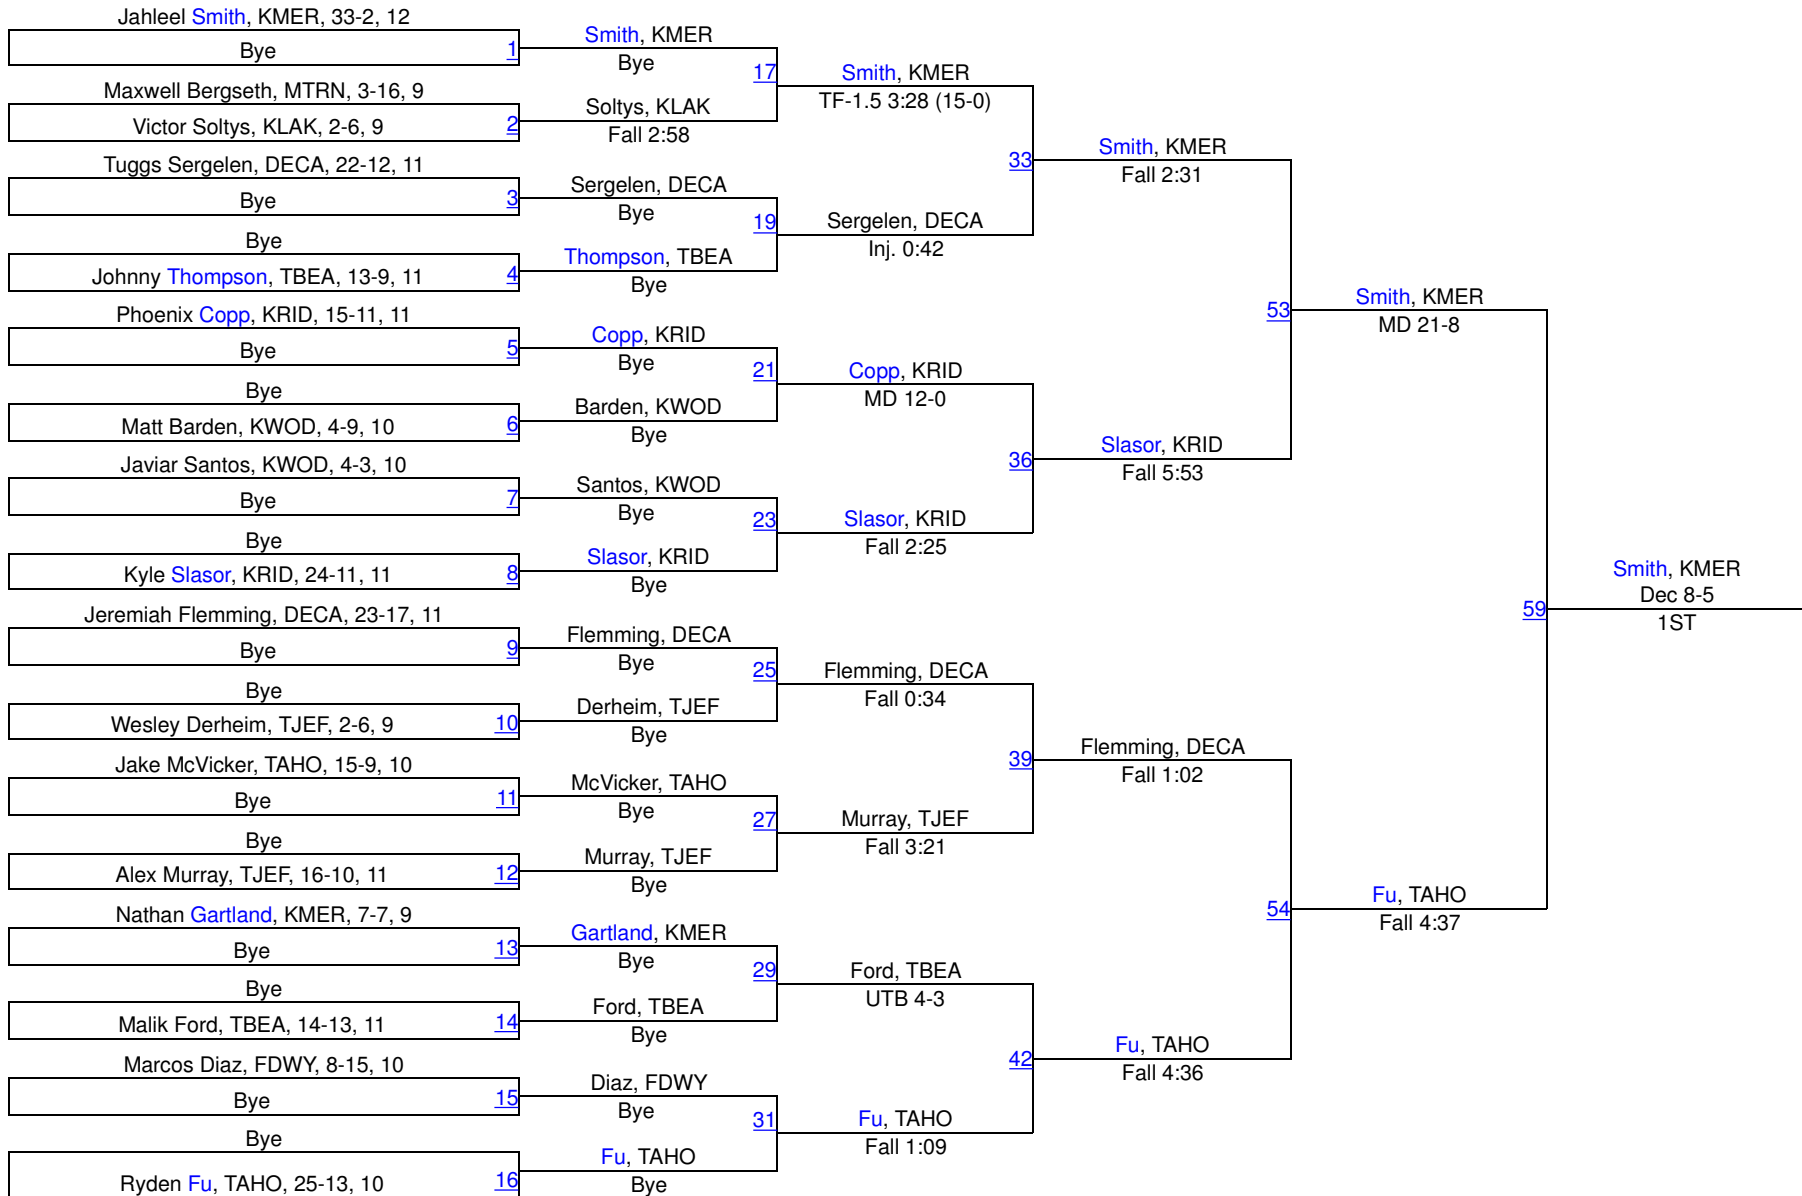 Jahleel Smith, KMER, 33-2, 12
Bye
1
Maxwell Bergseth, MTRN, 3-16, 9
Victor Soltys, KLAK, 2-6, 9
2
Tuggs Sergelen, DECA, 22-12, 11
Bye
3
Bye
Johnny Thompson, TBEA, 13-9, 11
4
Phoenix Copp, KRID, 15-11, 11
Bye
5
Bye
Matt Barden, KWOD, 4-9, 10
6
Javiar Santos, KWOD, 4-3, 10
Bye
7
Bye
Kyle Slasor, KRID, 24-11, 11
8
Jeremiah Flemming, DECA, 23-17, 11
Bye
9
Bye
Wesley Derheim, TJEF, 2-6, 9
10
Jake McVicker, TAHO, 15-9, 10
Bye
11
Bye
Alex Murray, TJEF, 16-10, 11
12
Nathan Gartland, KMER, 7-7, 9
Bye
13
Bye
Malik Ford, TBEA, 14-13, 11
14
Marcos Diaz, FDWY, 8-15, 10
Bye
15
Bye
Ryden Fu, TAHO, 25-13, 10
16
Smith, KMER
Bye
17
Soltys, KLAK
Fall 2:58
Sergelen, DECA
Bye
19
Thompson, TBEA
Bye
Copp, KRID
Bye
21
Barden, KWOD
Bye
Santos, KWOD
Bye
23
Slasor, KRID
Bye
Flemming, DECA
Bye
25
Derheim, TJEF
Bye
McVicker, TAHO
Bye
27
Murray, TJEF
Bye
Gartland, KMER
Bye
29
Ford, TBEA
Bye
Diaz, FDWY
Bye
31
Fu, TAHO
Bye
Smith, KMER
TF-1.5 3:28 (15-0)
33
Sergelen, DECA
Inj. 0:42
Copp, KRID
MD 12-0
36
Slasor, KRID
Fall 2:25
Flemming, DECA
Fall 0:34
39
Murray, TJEF
Fall 3:21
Ford, TBEA
UTB 4-3
42
Fu, TAHO
Fall 1:09
Smith, KMER
Fall 2:31
53
Slasor, KRID
Fall 5:53
Flemming, DECA
Fall 1:02
54
Fu, TAHO
Fall 4:36
Smith, KMER
MD 21-8
59
Fu, TAHO
Fall 4:37
Smith, KMER
Dec 8-5
1ST